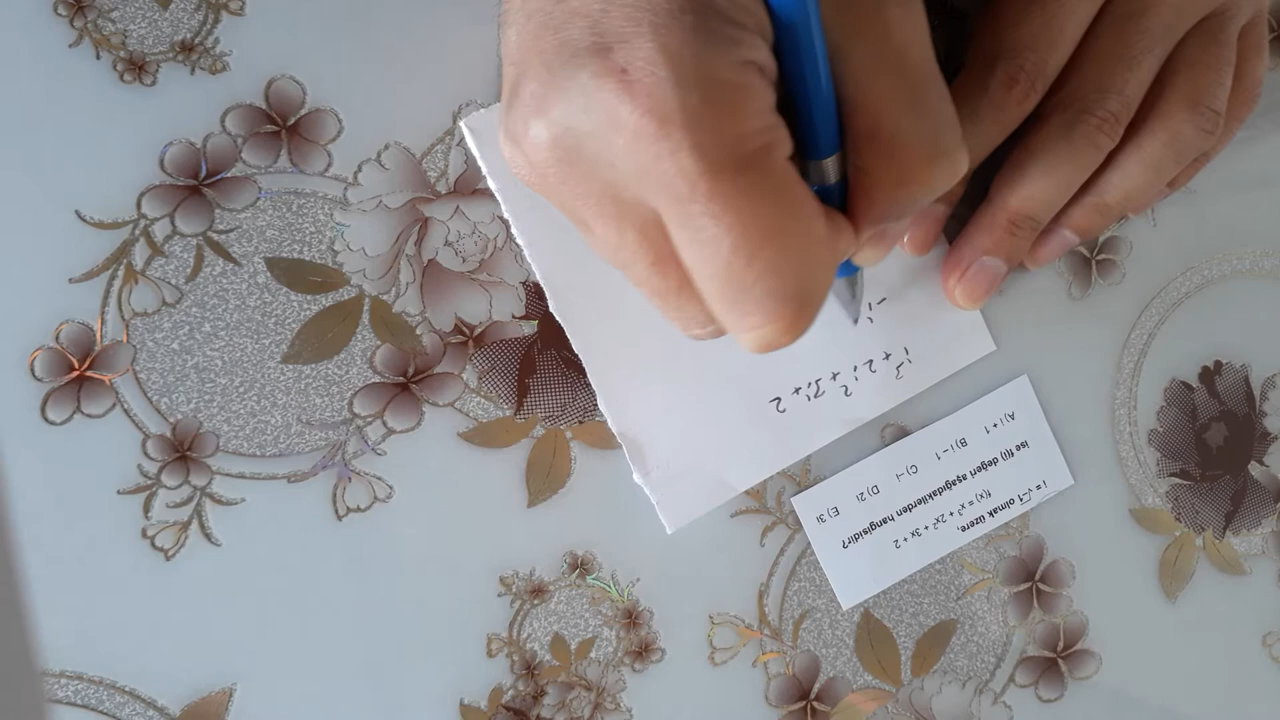 i = √-1 olmak üzere,
f(x) = x³ + 2x² + 3x + 2
ise f(i) değeri aşağıdakilerden hangisidir?
A) i + 1 B) i – 1 C) –i D) 2i E) 3i
i³ + 2i² + 3i + 2
-i